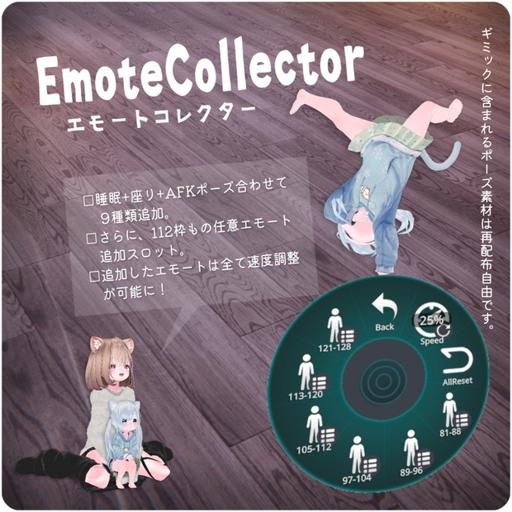 EmoteCollector
エモートコレクター
ギミックに含まれるポーズ素材は再配布自由です。
□睡眠+座り+AFKポーズ合わせて
９種類追加。
□さらに、112枠もの任意エモート
追加スロット。
□追加したエモートは全て速度調整
が可能に！
Back
25%
Speed
AllReset
81-88
89-96
97-104
105-112
113-120
121-128